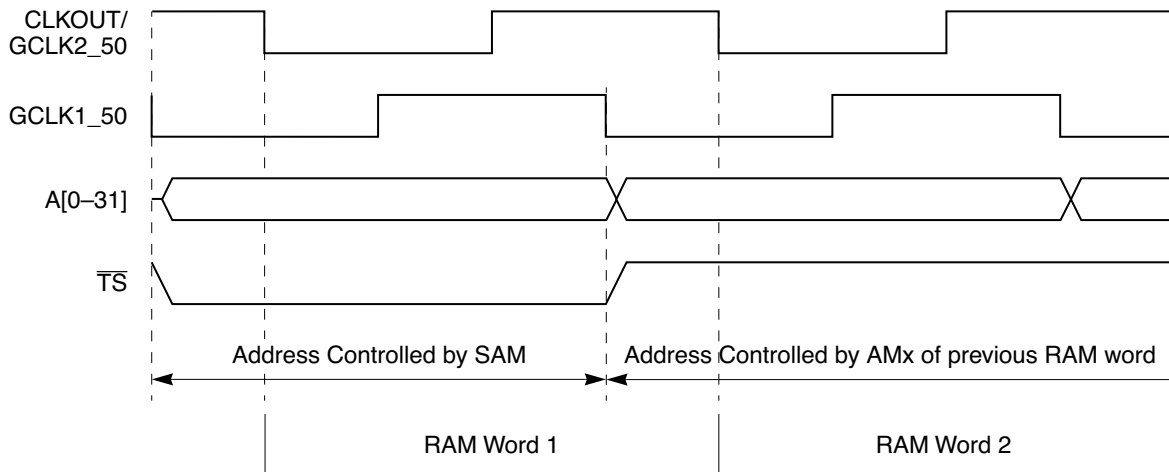 CLKOUT/
GCLK2_50
GCLK1_50
A[0–31]
TS
Address Controlled by SAM
Address Controlled by AMx of previous RAM word
RAM Word 1
RAM Word 2